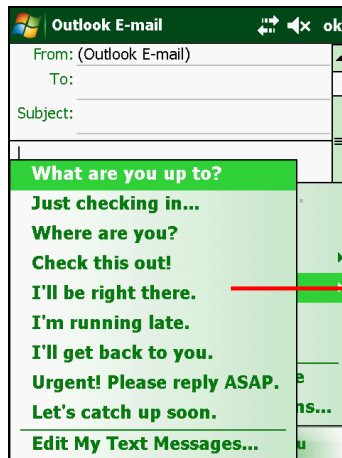 Outlook E-mail
ok
From: (Outlook E-mail)
To:
Subject:
What are you up to?
Just checking in...
Where are you?
Check this out!
I'll be right there.
I'm running late.
I'll get back to you.
Urgent! Please reply ASAP.
Let's catch up soon.
Edit My Text Messages...